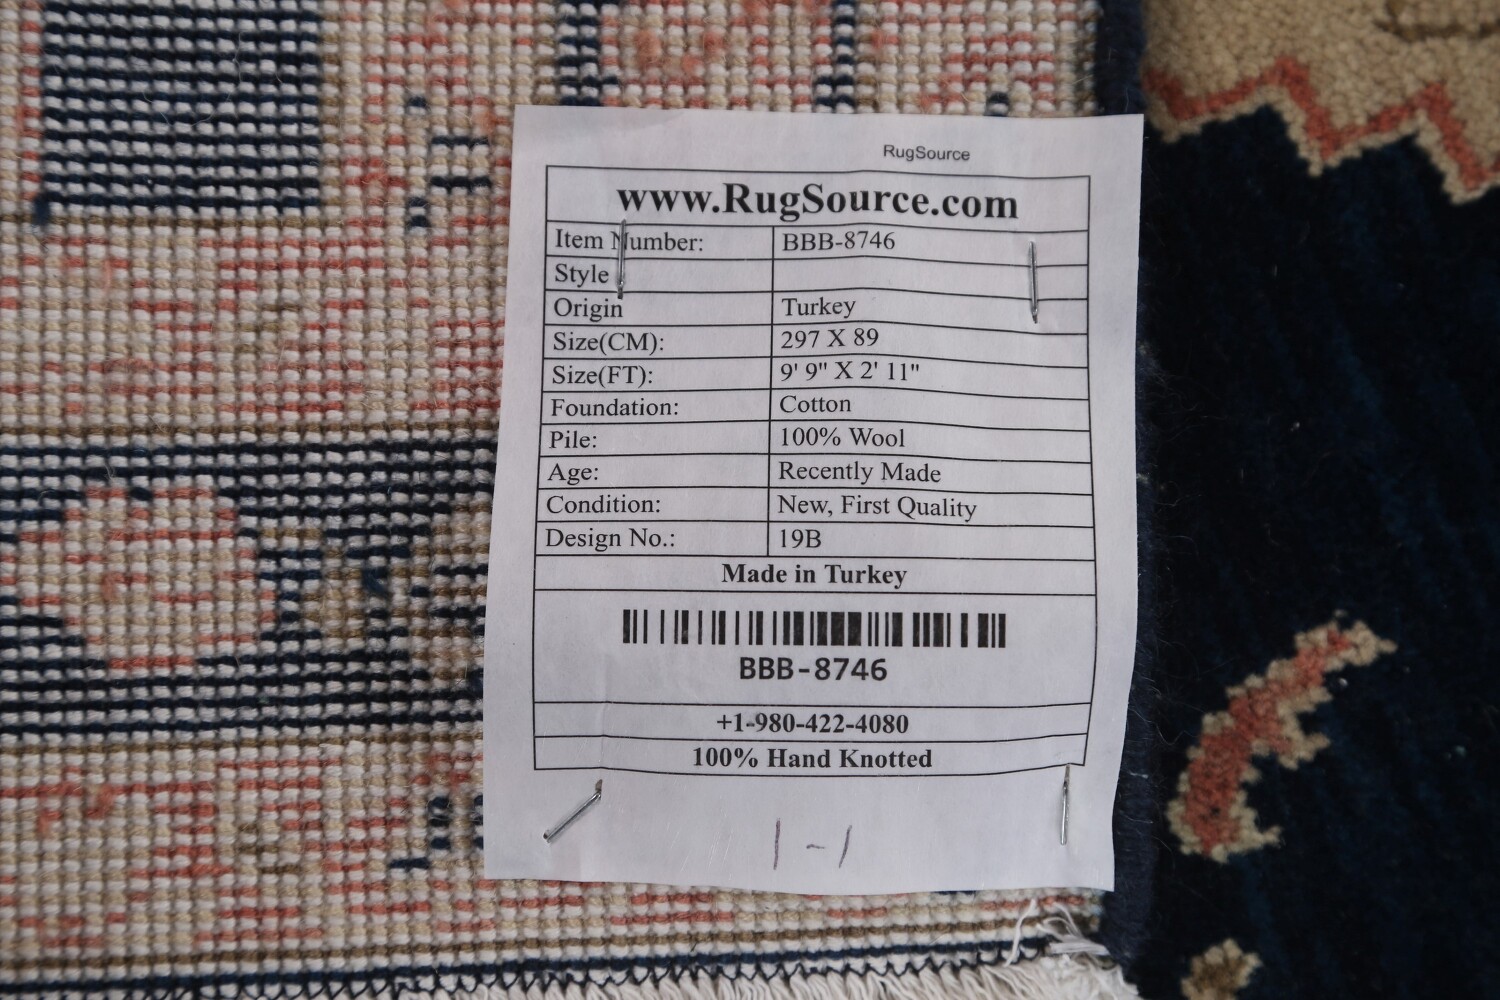 RugSource
www.RugSource.com
Item Number: BBB-8746
Style
Origin Turkey
Size(CM): 297 X 89
Size(FT): 9' 9" X 2' 11"
Foundation: Cotton
Pile: 100% Wool
Age: Recently Made
Condition: New, First Quality
Design No.: 19B
Made in Turkey
BBB-8746
+1-980-422-4080
100% Hand Knotted
1-1